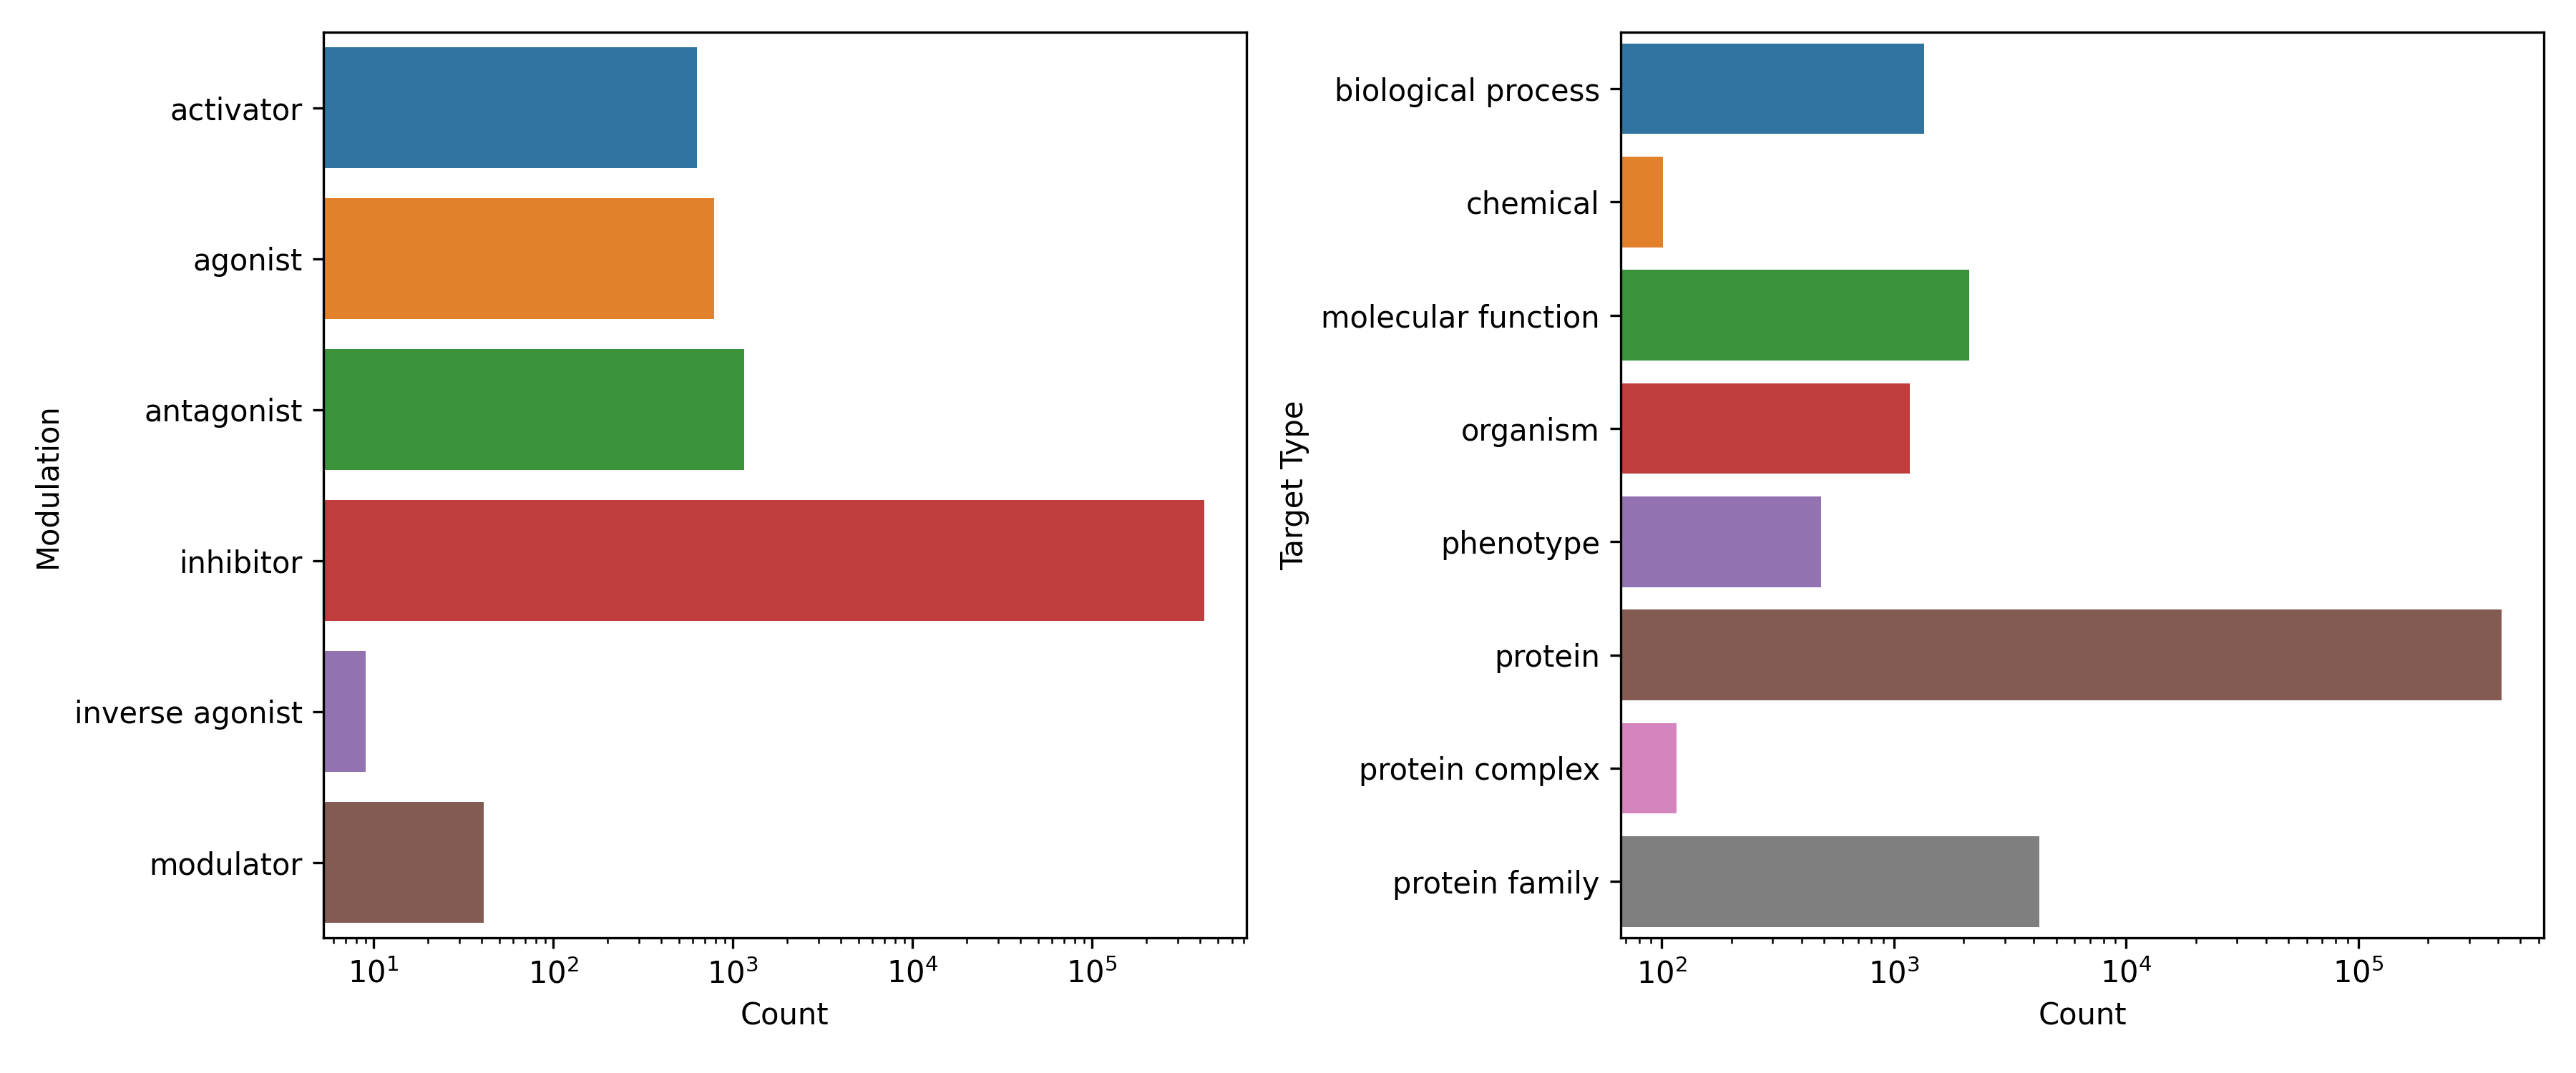 Modulation
activator
agonist
antagonist
inhibitor
inverse agonist
modulator
10¹ 10² 10³ 10⁴ 10⁵
Count
Target Type
biological process
chemical
molecular function
organism
phenotype
protein
protein complex
protein family
10² 10³ 10⁴ 10⁵
Count